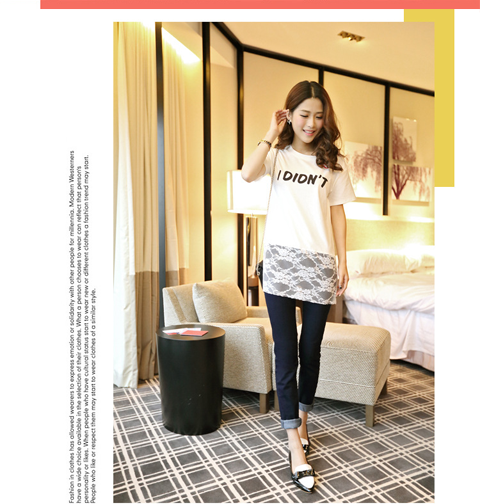 Fashion in clothes has allowed wearers to express emotion or solidarity with other people for millennia. Modern Westerners
have a wide choice available in the selection of their clothes. What a person chooses to wear can reflect that person's
personality or likes. When people who have cultural status start to wear new or different clothes a fashion trend may start.
People who like or respect them may start to wear clothes of a similar style.
I DIDN'T